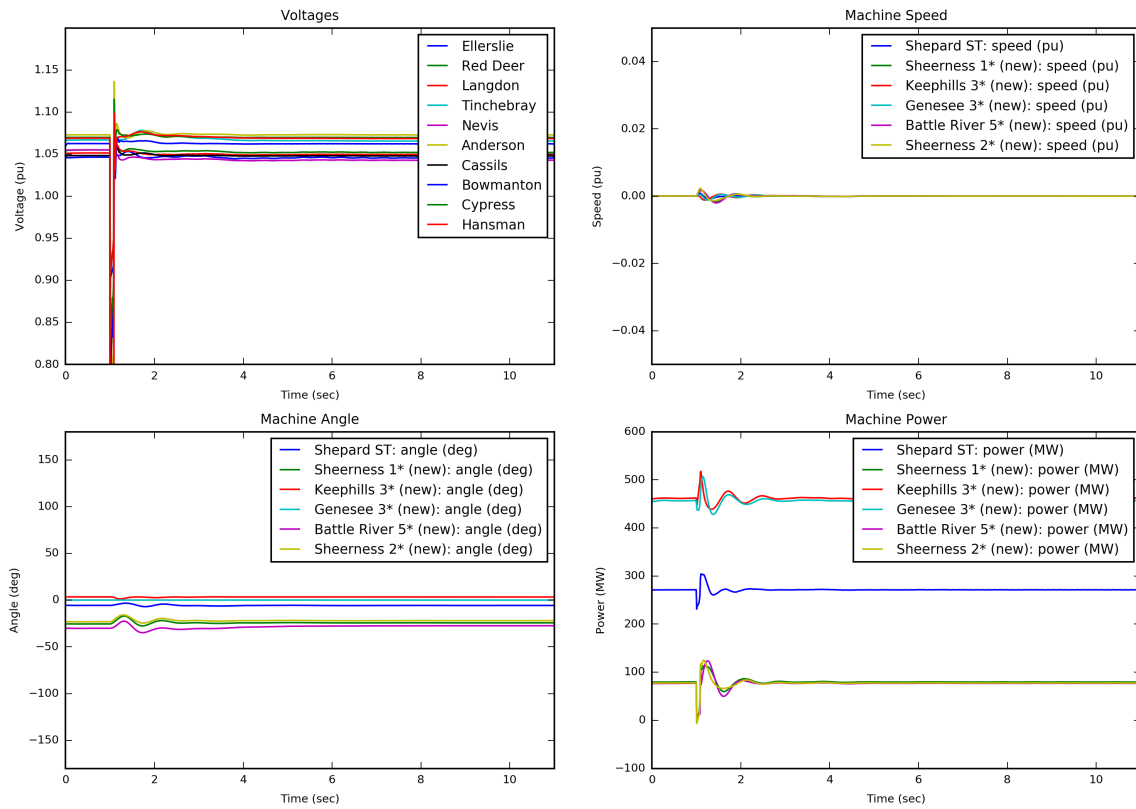 Voltages
1.15
1.10
1.05
1.00
0.95
0.90
0.85
0.80
Voltage (pu)
Ellerslie
Red Deer
Langdon
Tinchebray
Nevis
Anderson
Cassils
Bowmanton
Cypress
Hansman
0 2 4 6 8 10
Time (sec)
Machine Speed
0.04
0.02
0.00
−0.02
−0.04
Speed (pu)
Shepard ST: speed (pu)
Sheerness 1* (new): speed (pu)
Keephills 3* (new): speed (pu)
Genesee 3* (new): speed (pu)
Battle River 5* (new): speed (pu)
Sheerness 2* (new): speed (pu)
0 2 4 6 8 10
Time (sec)
Machine Angle
150
100
50
0
−50
−100
−150
Angle (deg)
Shepard ST: angle (deg)
Sheerness 1* (new): angle (deg)
Keephills 3* (new): angle (deg)
Genesee 3* (new): angle (deg)
Battle River 5* (new): angle (deg)
Sheerness 2* (new): angle (deg)
0 2 4 6 8 10
Time (sec)
Machine Power
600
500
400
300
200
100
0
−100
Power (MW)
Shepard ST: power (MW)
Sheerness 1* (new): power (MW)
Keephills 3* (new): power (MW)
Genesee 3* (new): power (MW)
Battle River 5* (new): power (MW)
Sheerness 2* (new): power (MW)
0 2 4 6 8 10
Time (sec)